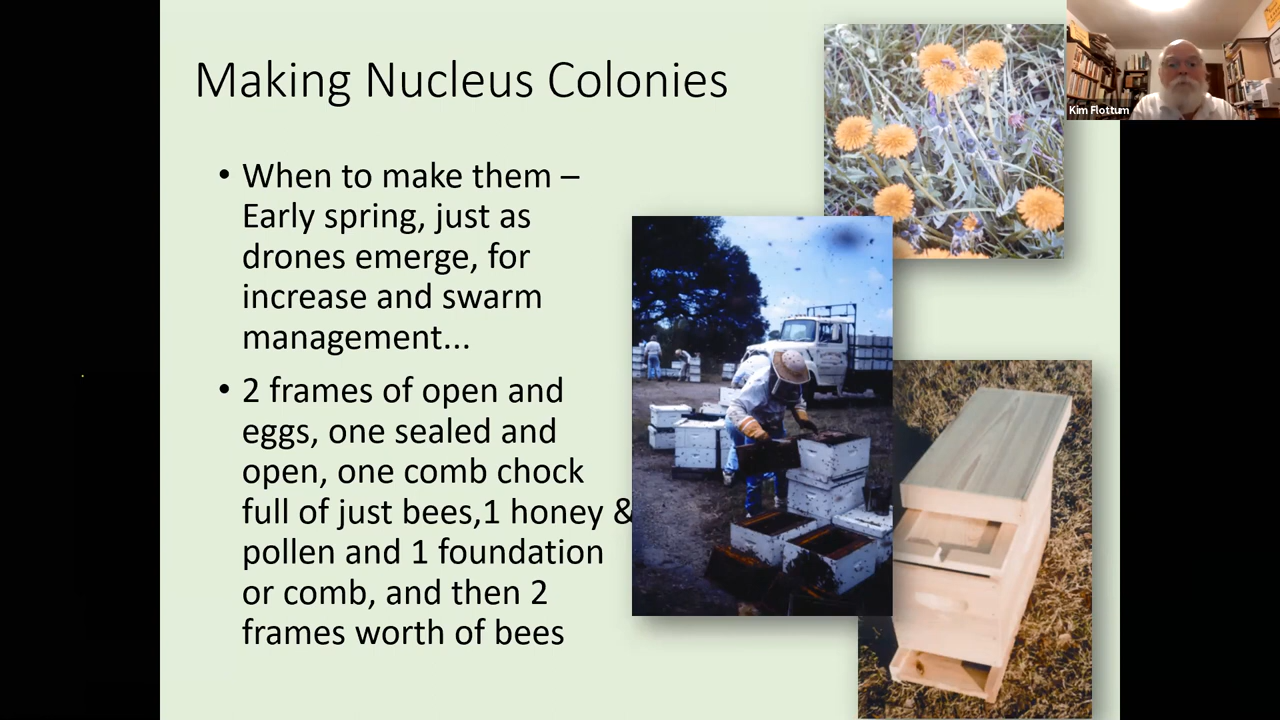 Making Nucleus Colonies
Kim Flottum
• When to make them –
Early spring, just as
drones emerge, for
increase and swarm
management...
• 2 frames of open and
eggs, one sealed and
open, one comb chock
full of just bees,1 honey &
pollen and 1 foundation
or comb, and then 2
frames worth of bees